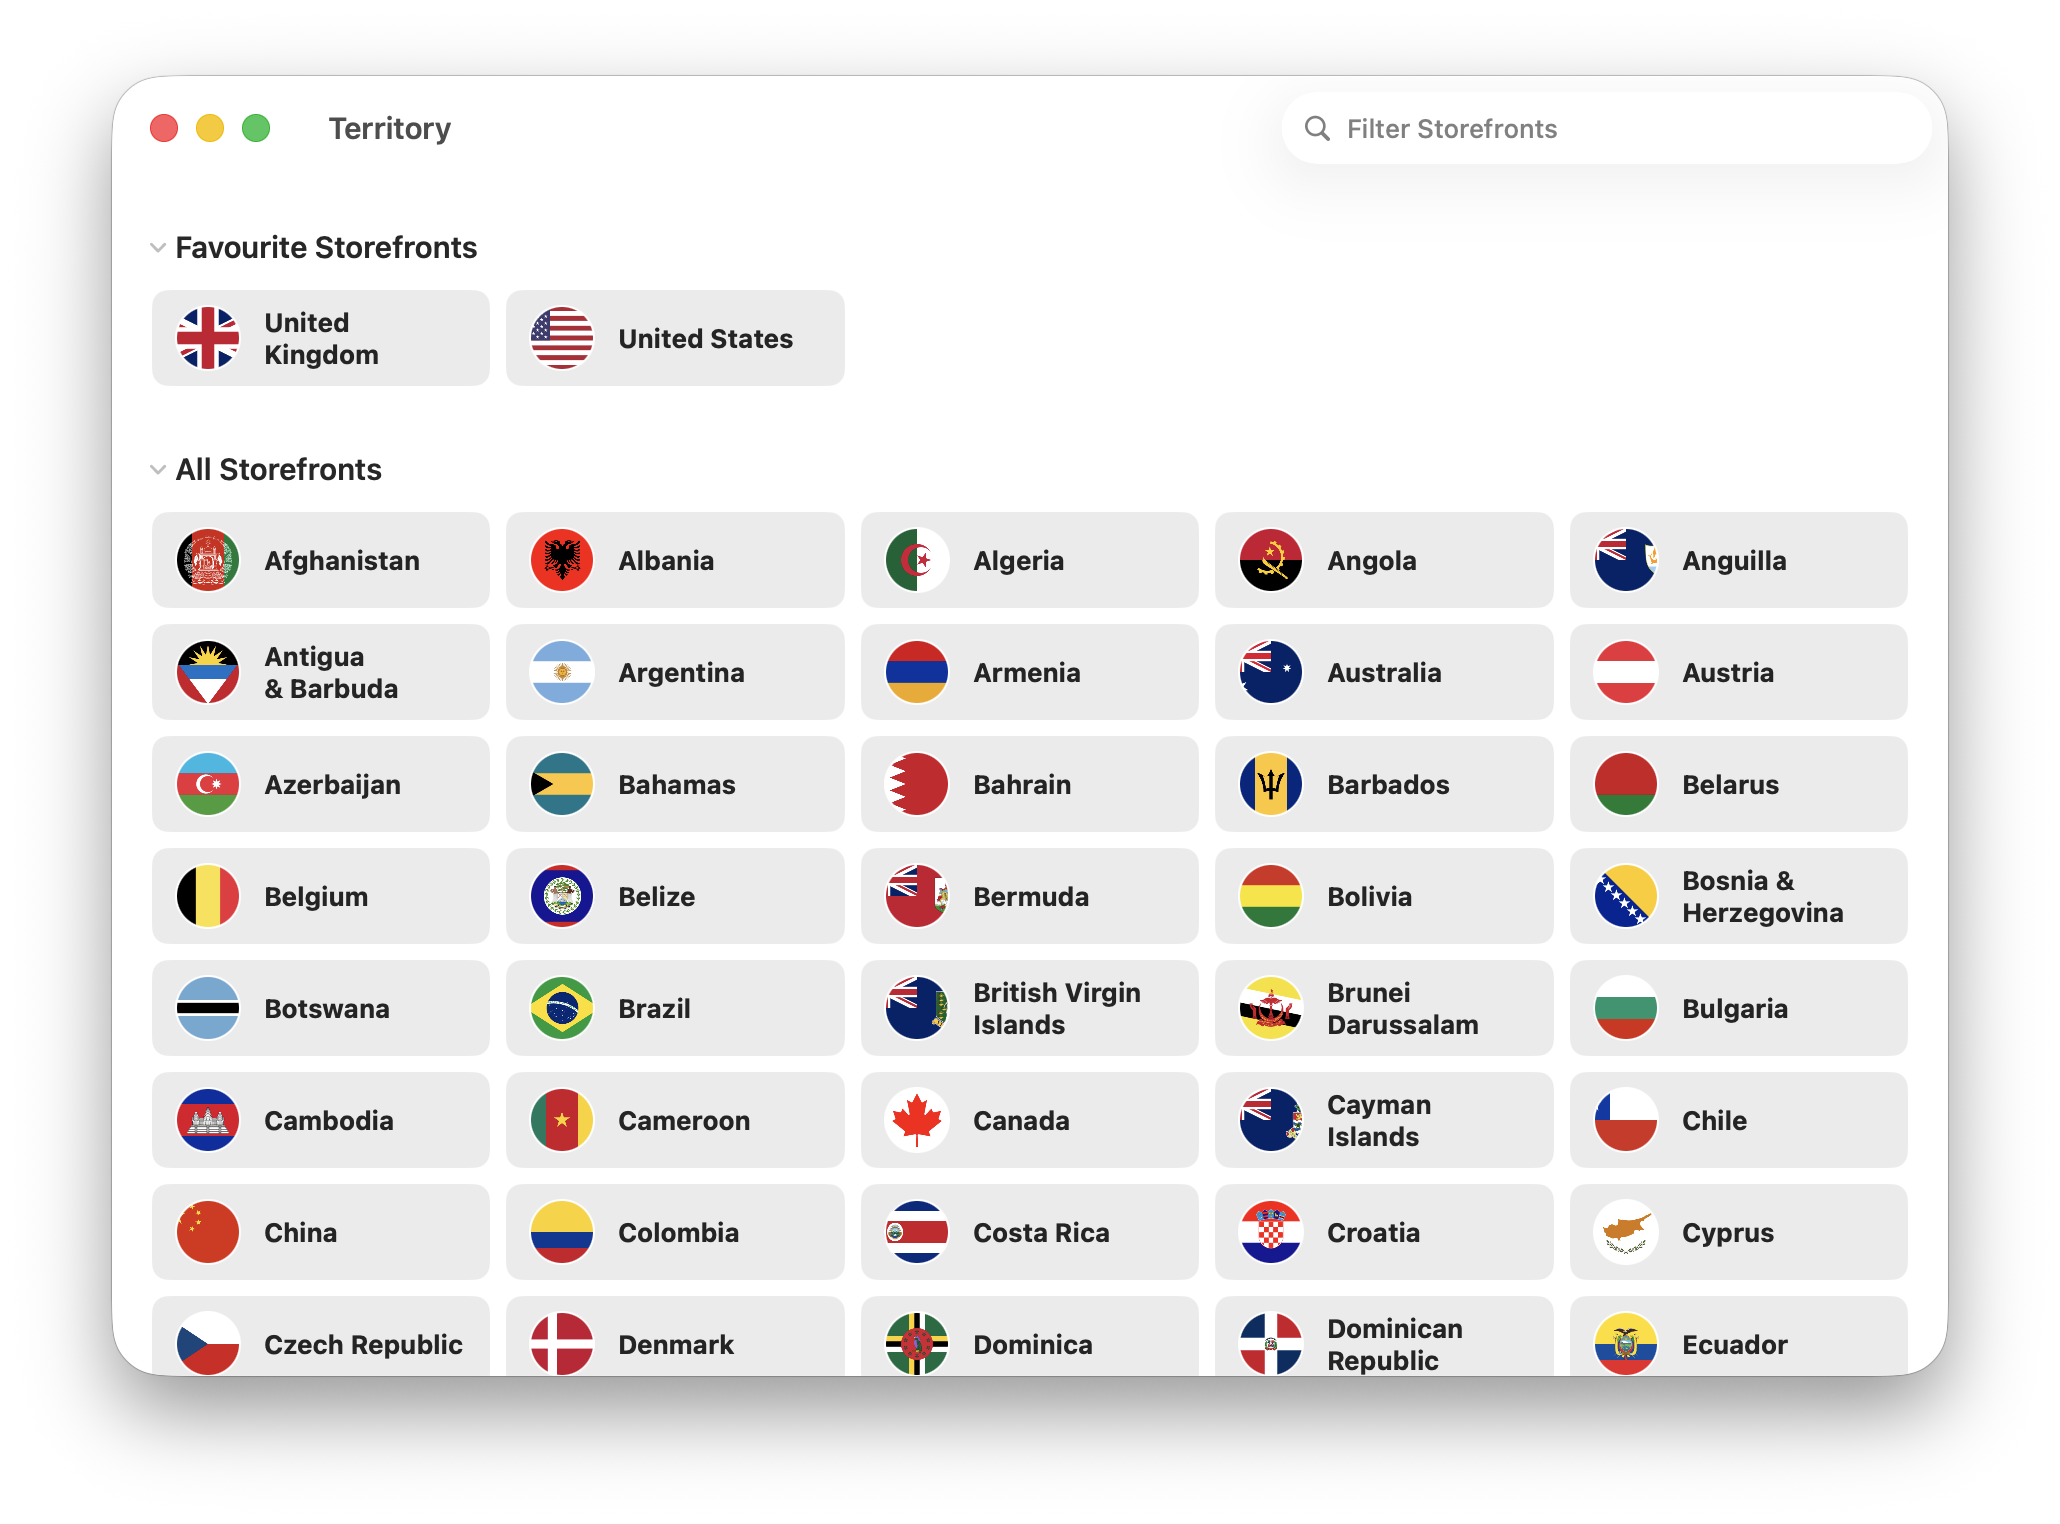 Territory
Filter Storefronts
Favourite Storefronts
United
Kingdom
United States
All Storefronts
Afghanistan
Albania
Algeria
Angola
Anguilla
Antigua
& Barbuda
Argentina
Armenia
Australia
Austria
Azerbaijan
Bahamas
Bahrain
Barbados
Belarus
Belgium
Belize
Bermuda
Bolivia
Bosnia &
Herzegovina
Botswana
Brazil
British Virgin
Islands
Brunei
Darussalam
Bulgaria
Cambodia
Cameroon
Canada
Cayman
Islands
Chile
China
Colombia
Costa Rica
Croatia
Cyprus
Czech Republic
Denmark
Dominica
Dominican
Republic
Ecuador